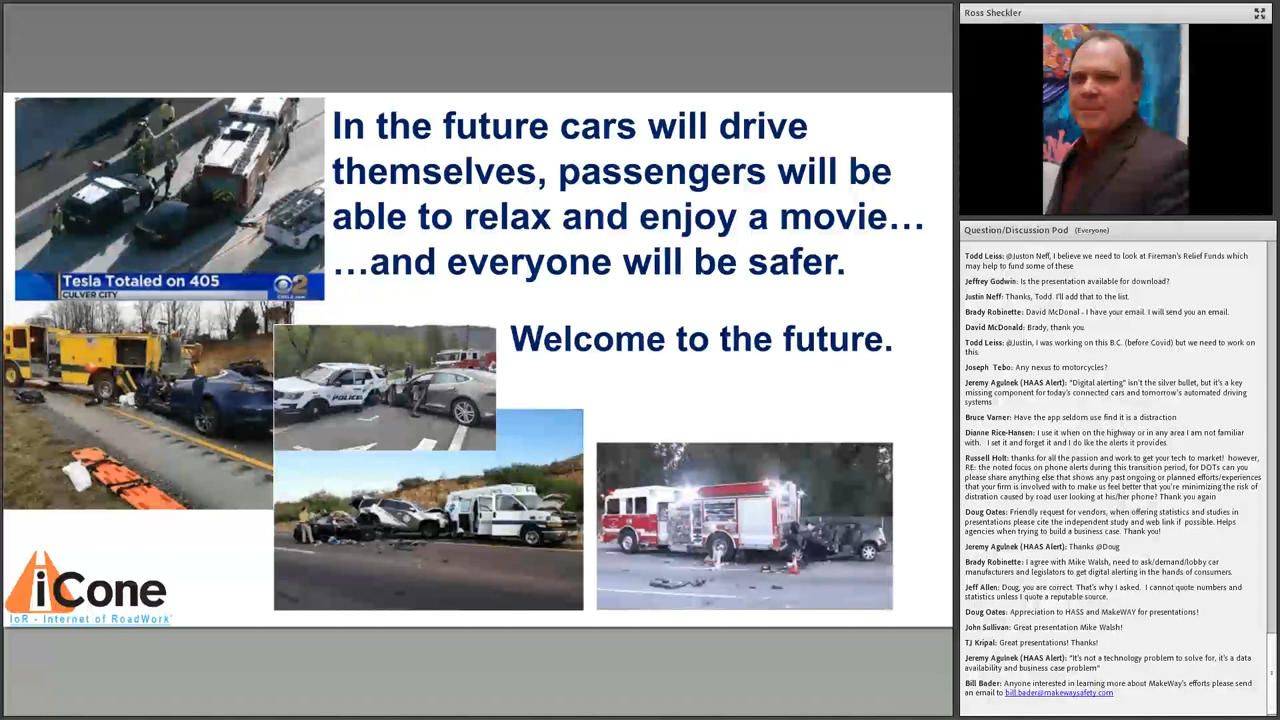 Ross Sheckler
In the future cars will drive
themselves, passengers will be
able to relax and enjoy a movie…
…and everyone will be safer.
Tesla Totaled on 405
CULVER CITY
2
Welcome to the future.
POLICE
iCone
IoR - Internet of RoadWork
Question/Discussion Pod (Everyone)
Todd Leiss: @Juston Neff, I believe we need to look at Fireman's Relief Funds which
may help to fund some of these
Jeffrey Godwin: Is the presentation available for download?
Justin Neff: Thanks, Todd. I'll add that to the list.
Brady Robinette: David McDonal - I have your email. I will send you an email.
David McDonald: Brady, thank you.
Todd Leiss: @Justin, I was working on this B.C. (before Covid) but we need to work on
this.
Joseph Tebo: Any nexus to motorcycles?
Jeremy Agulnek (HAAS Alert): "Digital alerting" isn't the silver bullet, but it's a key
missing component for today's connected cars and tomorrow's automated driving
systems
Bruce Varner: Have the app seldom use find it is a distraction
Dianne Rice-Hansen: I use it when on the highway or in any area I am not familiar
with. I set it and forget it and I do lke the alerts it provides.
Russell Holt: thanks for all the passion and work to get your tech to market! however,
RE: the noted focus on phone alerts during this transition period, for DOTs can you
please share anything else that shows any past ongoing or planned efforts/experiences
that your firm is involved with to make us feel better that you're minimizing the risk of
distration caused by road user looking at his/her phone? Thank you again
Doug Oates: Friendly request for vendors, when offering statistics and studies in
presentations please cite the independent study and web link if possible. Helps
agencies when trying to build a business case. Thank you!
Jeremy Agulnek (HAAS Alert): Thanks @Doug
Brady Robinette: I agree with Mike Walsh, need to ask/demand/lobby car
manufacturers and legislators to get digital alerting in the hands of consumers.
Jeff Allen: Doug, you are correct. That's why I asked. I cannot quote numbers and
statistics unless I quote a reputable source.
Doug Oates: Appreciation to HASS and MakeWAY for presentations!
John Sullivan: Great presentation Mike Walsh!
TJ Kripal: Great presentations! Thanks!
Jeremy Agulnek (HAAS Alert): "It's not a technology problem to solve for, it's a data
availability and business case problem"
Bill Bader: Anyone interested in learning more about MakeWay's efforts please send
an email to bill.bader@makewaysafety.com